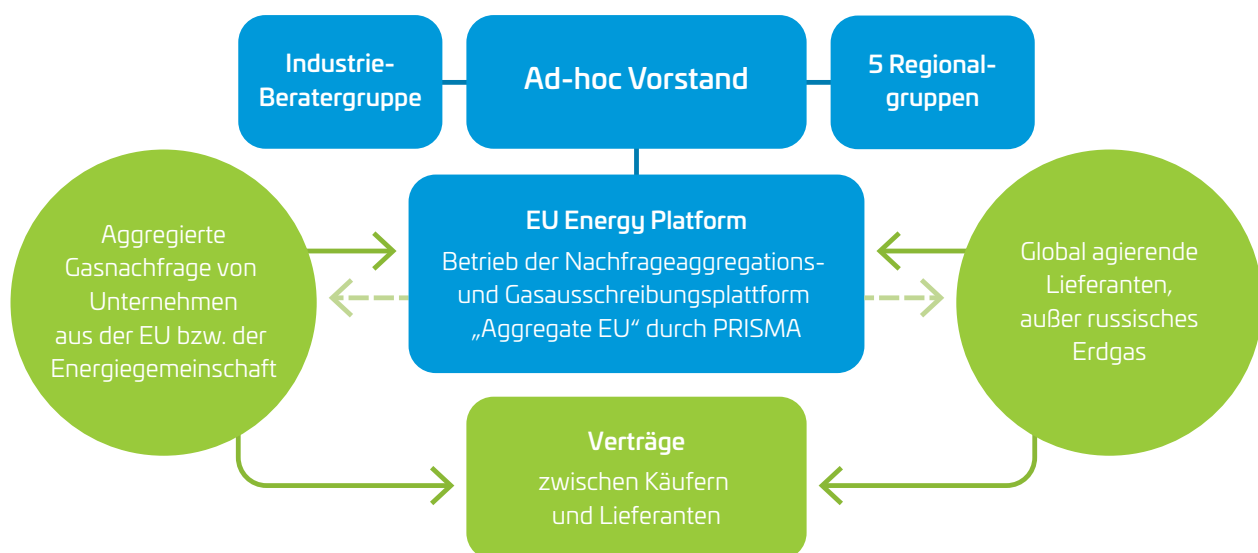 Industrie-
Beratergruppe
Ad-hoc Vorstand
5 Regional-
gruppen
Aggregierte
Gasnachfrage von
Unternehmen
aus der EU bzw. der
Energiegemeinschaft
EU Energy Platform
Betrieb der Nachfrageaggregations-
und Gasausschreibungsplattform
„Aggregate EU“ durch PRISMA
Global agierende
Lieferanten,
außer russisches
Erdgas
Verträge
zwischen Käufern
und Lieferanten